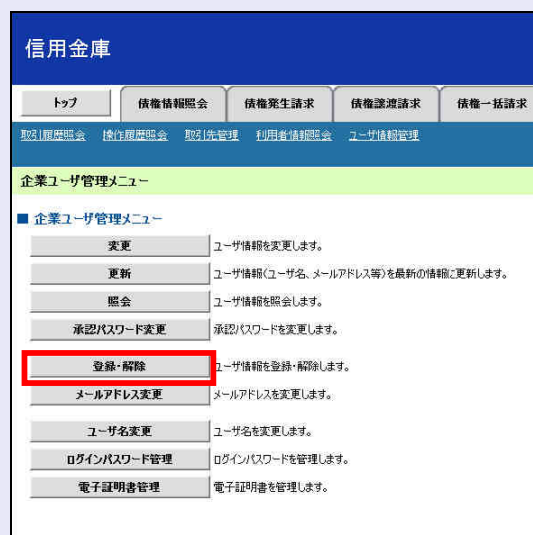 信用金庫
トップ 債権情報照会 債権発生請求 債権譲渡請求 債権一括請求
取引履歴照会 操作履歴照会 取引先管理 利用者情報照会 ユーザ情報管理
企業ユーザ管理メニュー
■ 企業ユーザ管理メニュー
変更 ユーザ情報を変更します。
更新 ユーザ情報(ユーザ名、メールアドレス等)を最新の情報に更新します。
照会 ユーザ情報を照会します。
承認パスワード変更 承認パスワードを変更します。
登録・解除 ユーザ情報を登録・解除します。
メールアドレス変更 メールアドレスを変更します。
ユーザ名変更 ユーザ名を変更します。
ログインパスワード管理 ログインパスワードを管理します。
電子証明書管理 電子証明書を管理します。